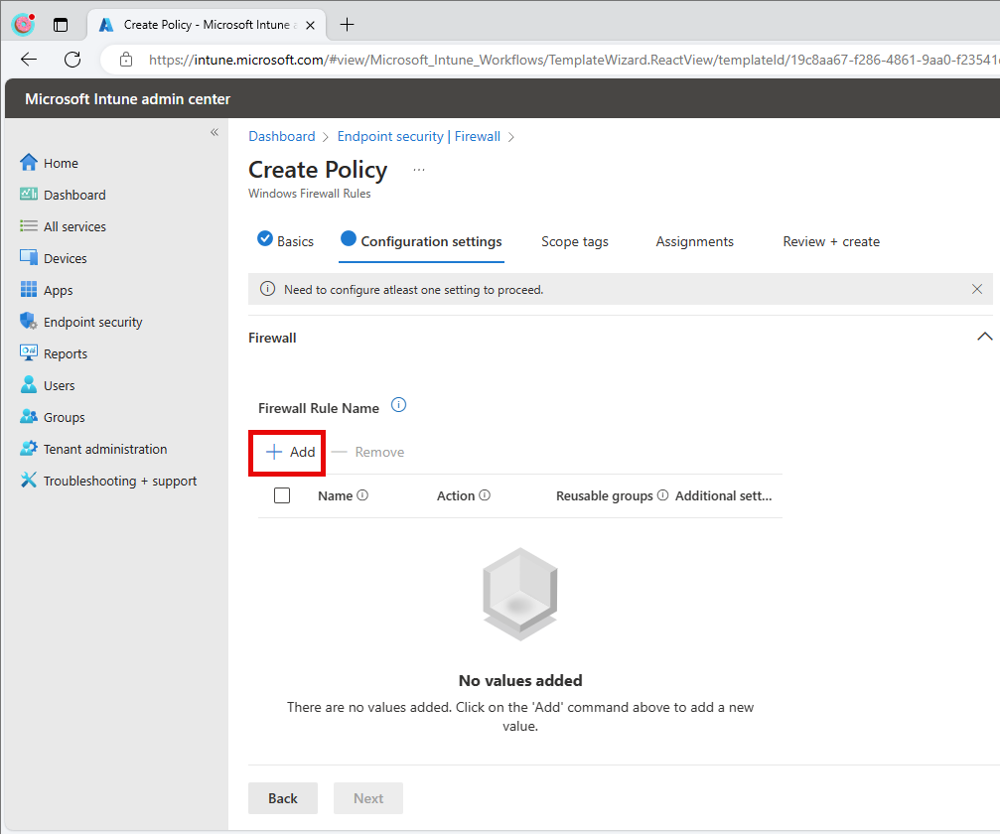 Create Policy - Microsoft Intune a
https://intune.microsoft.com/#view/Microsoft_Intune_Workflows/TemplateWizard.ReactView/templateId/19c8aa67-f286-4861-9aa0-f23541
Microsoft Intune admin center
«
Home
Dashboard
All services
Devices
Apps
Endpoint security
Reports
Users
Groups
Tenant administration
Troubleshooting + support
Dashboard > Endpoint security | Firewall >
Create Policy ...
Windows Firewall Rules
Basics Configuration settings Scope tags Assignments Review + create
Need to configure atleast one setting to proceed.
Firewall
Firewall Rule Name
+ Add — Remove
Name Action Reusable groups Additional sett...
No values added
There are no values added. Click on the 'Add' command above to add a new
value.
Back Next